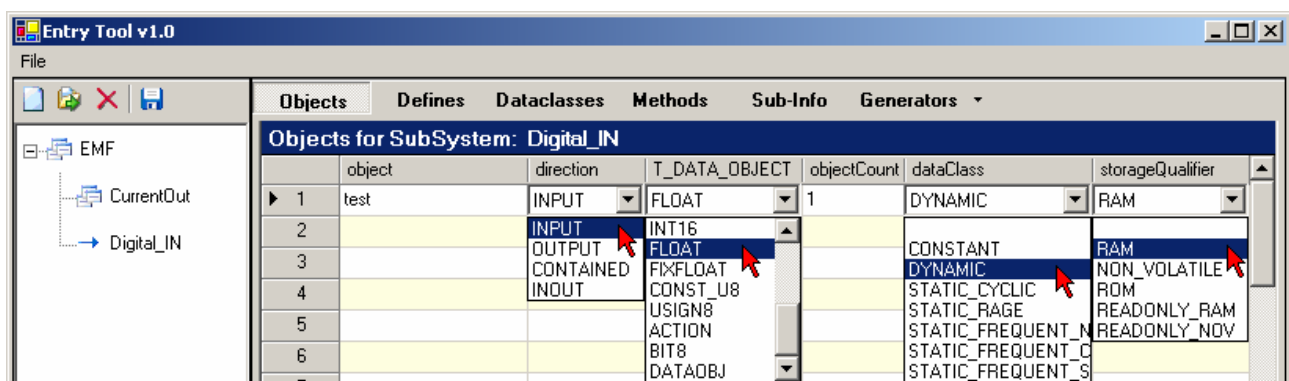 Entry Tool v1.0
File
Objects Defines Dataclasses Methods Sub-Info Generators
EMF
CurrentOut
Digital_IN
Objects for SubSystem: Digital_IN
object direction T_DATA_OBJECT objectCount dataClass storageQualifier
1 test INPUT FLOAT 1 DYNAMIC RAM
2 INPUT INT16
OUTPUT FLOAT CONSTANT RAM
3 CONTAINED FIXFLOAT DYNAMIC NON_VOLATILE
4 INOUT CONST_U8 STATIC_CYCLIC ROM
USIGN8 STATIC_RAGE READONLY_RAM
5 ACTION STATIC_FREQUENT_N READONLY_NOV
6 BIT8 STATIC_FREQUENT_C
DATAOBJ STATIC_FREQUENT_S